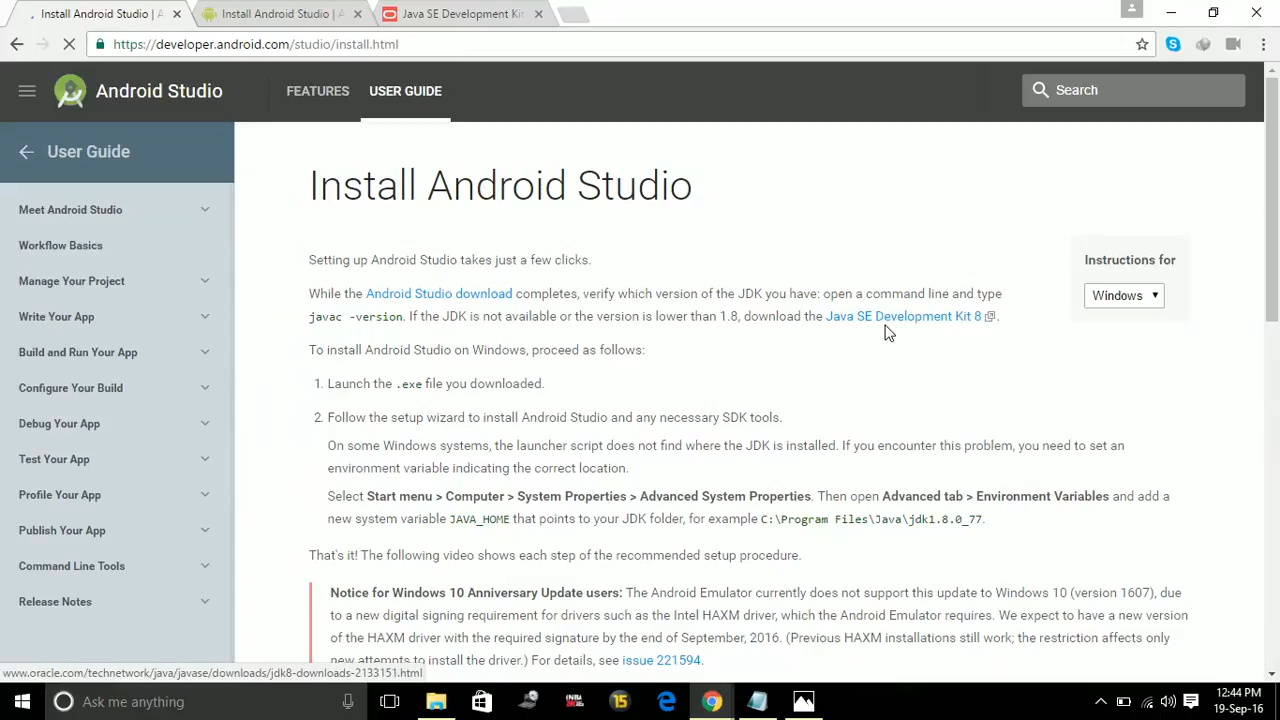 Install Android Studio | A
Install Android Studio | A
Java SE Development Kit
https://developer.android.com/studio/install.html
Android Studio
FEATURES
USER GUIDE
Search
User Guide
Meet Android Studio
Workflow Basics
Manage Your Project
Write Your App
Build and Run Your App
Configure Your Build
Debug Your App
Test Your App
Profile Your App
Publish Your App
Command Line Tools
Release Notes
Install Android Studio
Setting up Android Studio takes just a few clicks.
While the Android Studio download completes, verify which version of the JDK you have: open a command line and type
javac -version. If the JDK is not available or the version is lower than 1.8, download the Java SE Development Kit 8.
To install Android Studio on Windows, proceed as follows:
1. Launch the .exe file you downloaded.
2. Follow the setup wizard to install Android Studio and any necessary SDK tools.
On some Windows systems, the launcher script does not find where the JDK is installed. If you encounter this problem, you need to set an
environment variable indicating the correct location.
Select Start menu > Computer > System Properties > Advanced System Properties. Then open Advanced tab > Environment Variables and add a
new system variable JAVA_HOME that points to your JDK folder, for example C:\Program Files\Java\jdk1.8.0_77.
That's it! The following video shows each step of the recommended setup procedure.
Notice for Windows 10 Anniversary Update users: The Android Emulator currently does not support this update to Windows 10 (version 1607), due
to a new digital signing requirement for drivers such as the Intel HAXM driver, which the Android Emulator requires. We expect to have a new version
of the HAXM driver with the required signature by the end of September, 2016. (Previous HAXM installations still work; the restriction affects only
new attempts to install the driver.) For details, see issue 221594.
Instructions for
Windows
www.oracle.com/technetwork/java/javase/downloads/jdk8-downloads-2133151.html
Ask me anything
15
12:44 PM
19-Sep-16